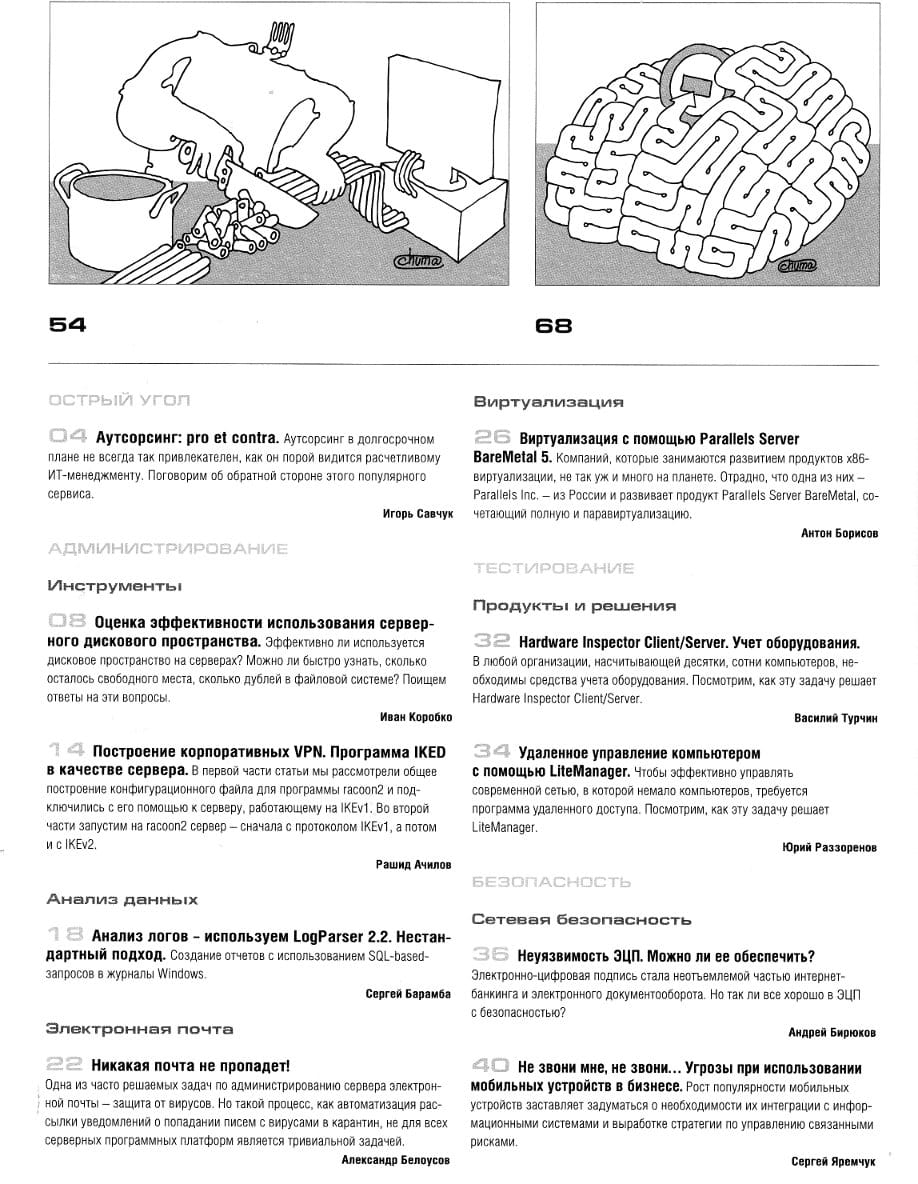 chuma
chuma
54
68
ОСТРЫЙ УГОЛ
04 Аутсорсинг: pro et contra. Аутсорсинг в долгосрочном
плане не всегда так привлекателен, как он порой видится расчетливому
ИТ-менеджменту. Поговорим об обратной стороне этого популярного
сервиса.
Игорь Савчук
АДМИНИСТРИРОВАНИЕ
Инструменты
08 Оценка эффективности использования сервер-
ного дискового пространства. Эффективно ли используется
дисковое пространство на серверах? Можно ли быстро узнать, сколько
осталось свободного места, сколько дублей в файловой системе? Поищем
ответы на эти вопросы.
Иван Коробко
14 Построение корпоративных VPN. Программа IKED
в качестве сервера. В первой части статьи мы рассмотрели общее
построение конфигурационного файла для программы racoon2 и под-
ключились с его помощью к серверу, работающему на IKEv1. Во второй
части запустим на racoon2 сервер – сначала с протоколом IKEv1, а потом
и с IKEv2.
Рашид Ачилов
Анализ данных
18 Анализ логов – используем LogParser 2.2. Нестан-
дартный подход. Создание отчетов с использованием SQL-based-
запросов в журналы Windows.
Сергей Барамба
Электронная почта
22 Никакая почта не пропадет!
Одна из часто решаемых задач по администрированию сервера электрон-
ной почты – защита от вирусов. Но такой процесс, как автоматизация рас-
сылки уведомлений о попадании писем с вирусами в карантин, не для всех
серверных программных платформ является тривиальной задачей.
Александр Белоусов
Виртуализация
26 Виртуализация с помощью Parallels Server
BareMetal 5. Компаний, которые занимаются развитием продуктов x86-
виртуализации, не так уж и много на планете. Отрадно, что одна из них –
Parallels Inc. – из России и развивает продукт Parallels Server BareMetal, со-
четающий полную и паравиртуализацию.
Антон Борисов
ТЕСТИРОВАНИЕ
Продукты и решения
32 Hardware Inspector Client/Server. Учет оборудования.
В любой организации, насчитывающей десятки, сотни компьютеров, не-
обходимы средства учета оборудования. Посмотрим, как эту задачу решает
Hardware Inspector Client/Server.
Василий Турчин
34 Удаленное управление компьютером
с помощью LiteManager. Чтобы эффективно управлять
современной сетью, в которой немало компьютеров, требуется
программа удаленного доступа. Посмотрим, как эту задачу решает
LiteManager.
Юрий Раззоренов
БЕЗОПАСНОСТЬ
Сетевая безопасность
36 Неуязвимость ЭЦП. Можно ли ее обеспечить?
Электронно-цифровая подпись стала неотъемлемой частью интернет-
банкинга и электронного документооборота. Но так ли все хорошо в ЭЦП
с безопасностью?
Андрей Бирюков
40 Не звони мне, не звони... Угрозы при использовании
мобильных устройств в бизнесе. Рост популярности мобильных
устройств заставляет задуматься о необходимости их интеграции с инфор-
мационными системами и выработке стратегии по управлению связанными
рисками.
Сергей Яремчук